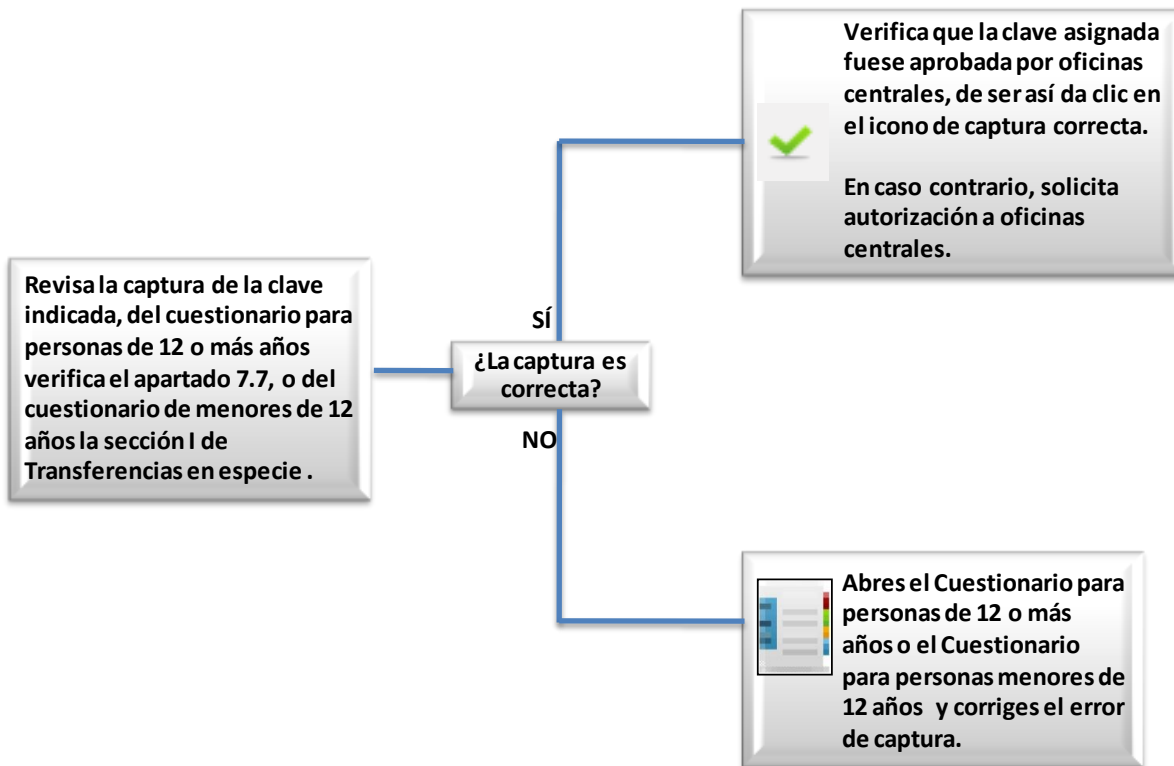 Verifica que la clave asignada
fuese aprobada por oficinas
centrales, de ser así da clic en
el icono de captura correcta.
En caso contrario, solicita
autorización a oficinas
centrales.
Revisa la captura de la clave
indicada, del cuestionario para
personas de 12 o más años
verifica el apartado 7.7, o del
cuestionario de menores de 12
años la sección I de
Transferencias en especie .
SÍ
¿La captura es
correcta?
NO
Abres el Cuestionario para
personas de 12 o más
años o el Cuestionario
para personas menores de
12 años y corriges el error
de captura.